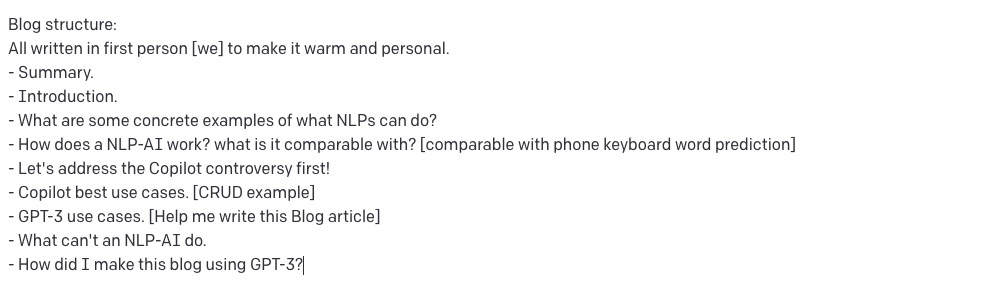 Blog structure:
All written in first person [we] to make it warm and personal.
- Summary.
- Introduction.
- What are some concrete examples of what NLPs can do?
- How does a NLP-AI work? what is it comparable with? [comparable with phone keyboard word prediction]
- Let's address the Copilot controversy first!
- Copilot best use cases. [CRUD example]
- GPT-3 use cases. [Help me write this Blog article]
- What can't an NLP-AI do.
- How did I make this blog using GPT-3?